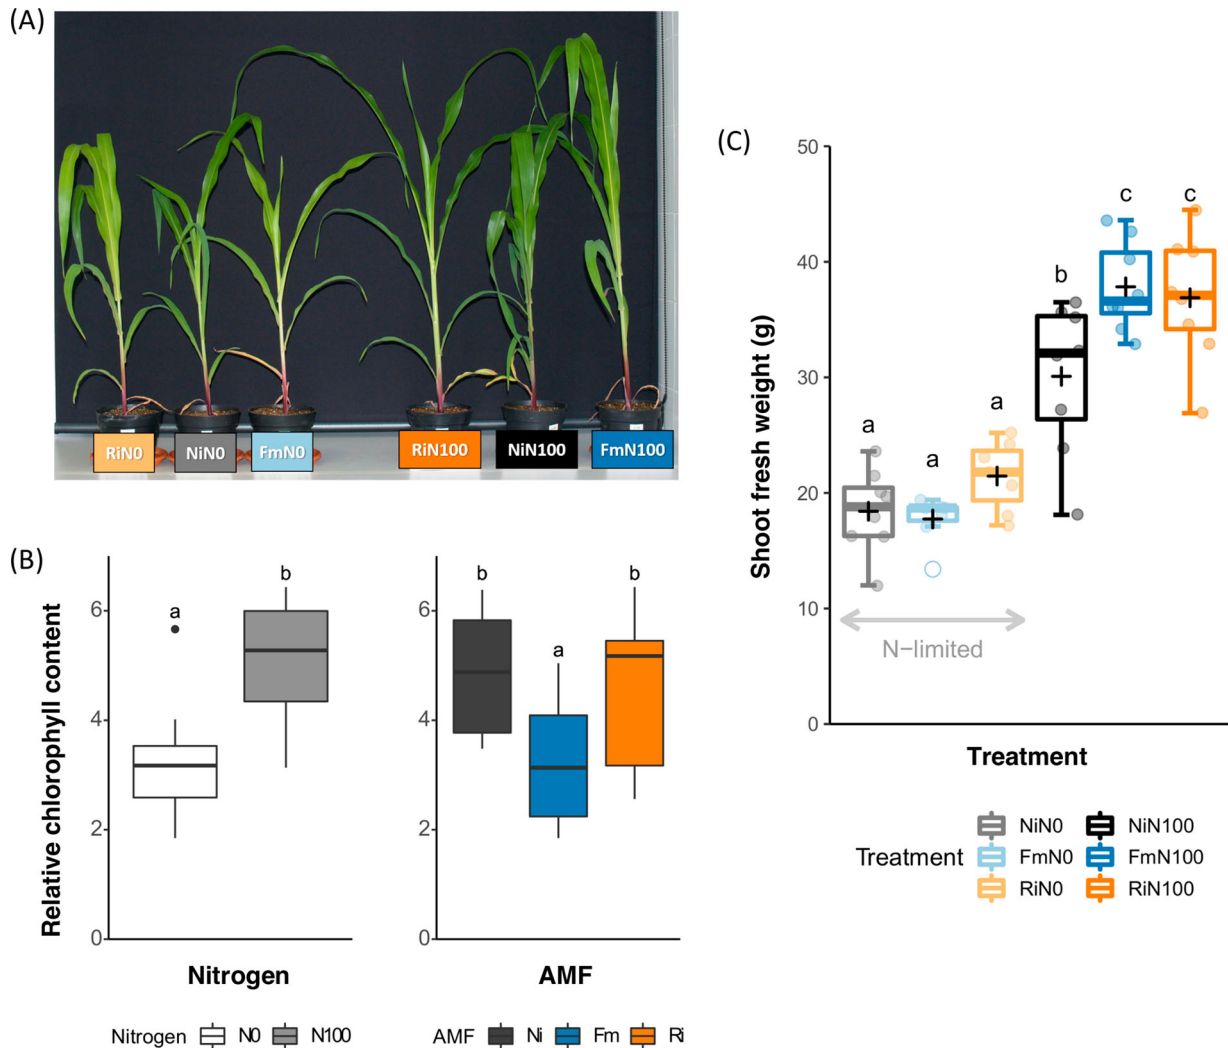 (A)
RiN0
NiN0
FmN0
RiN100
NiN100
FmN100
(B)
Relative chlorophyll content
6
4
2
0
a
b
Nitrogen
Nitrogen N0 N100
6
4
2
0
b
a
b
AMF
AMF Ni Fm Ri
(C)
Shoot fresh weight (g)
50
40
30
20
10
0
a
a
a
b
c
c
N−limited
Treatment
Treatment
NiN0
NiN100
FmN0
FmN100
RiN0
RiN100